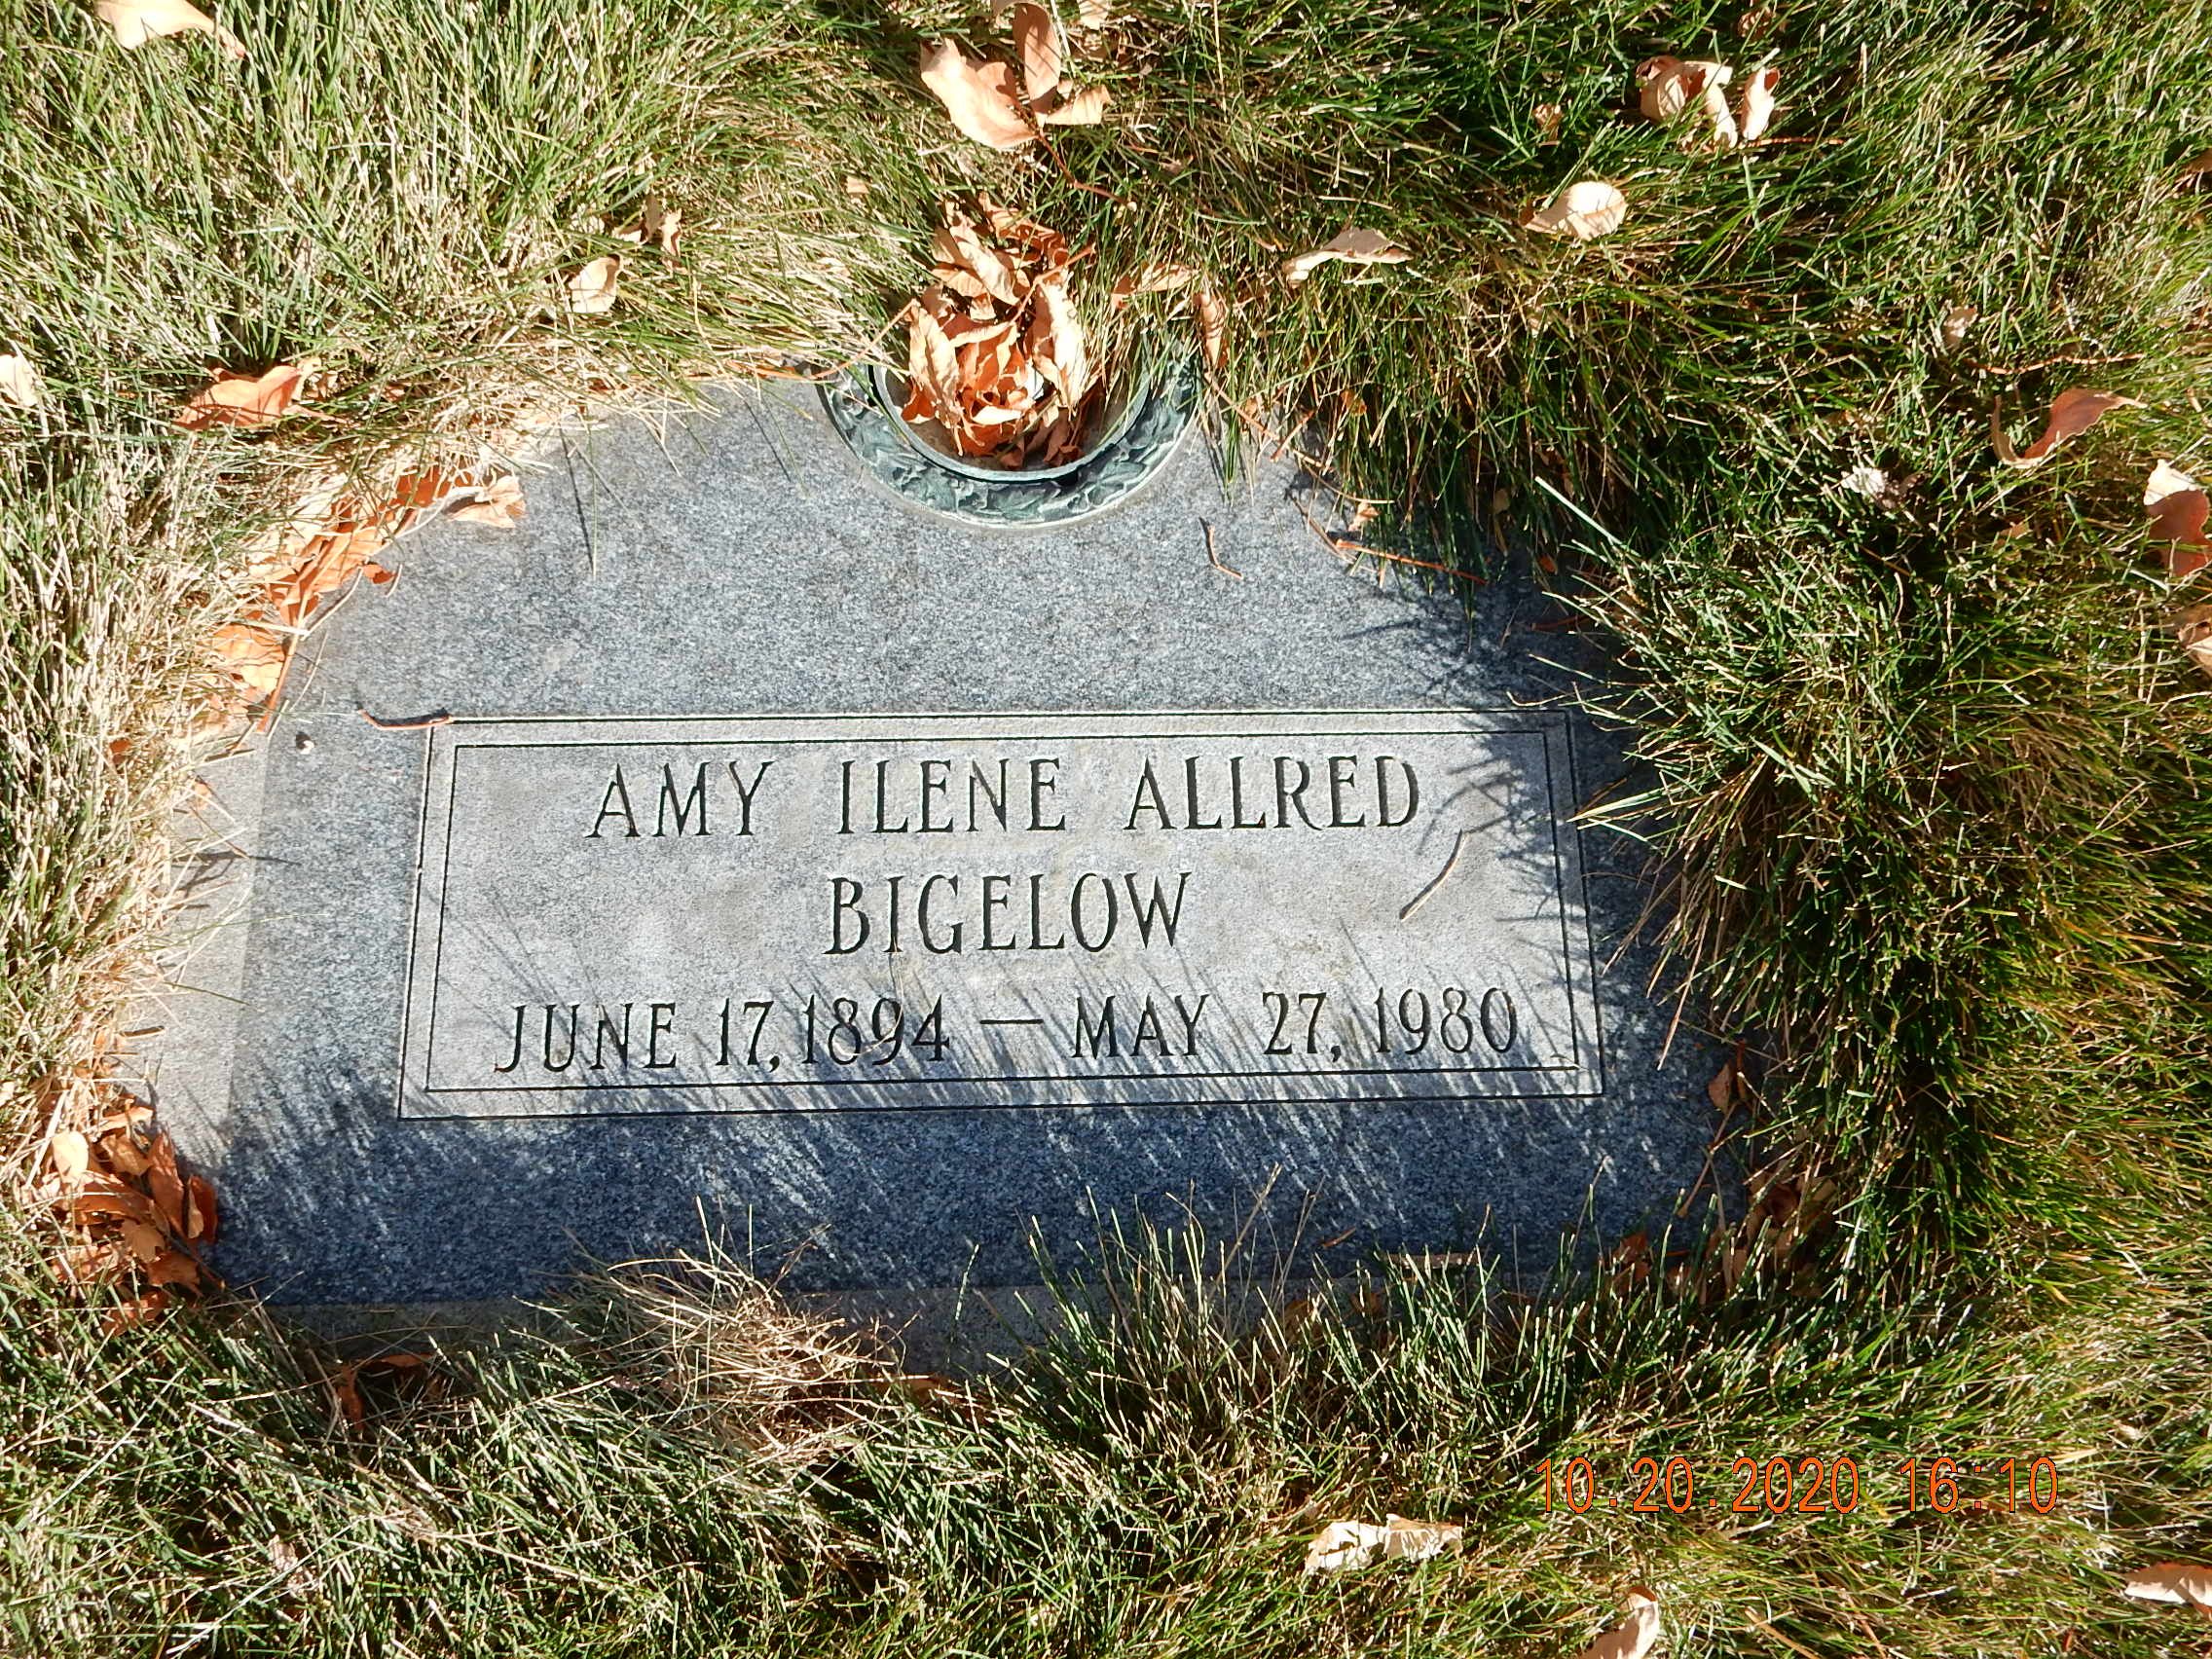 AMY ILENE ALLRED
BIGELOW
JUNE 17, 1894 — MAY 27, 1980
10.20.2020 16:10